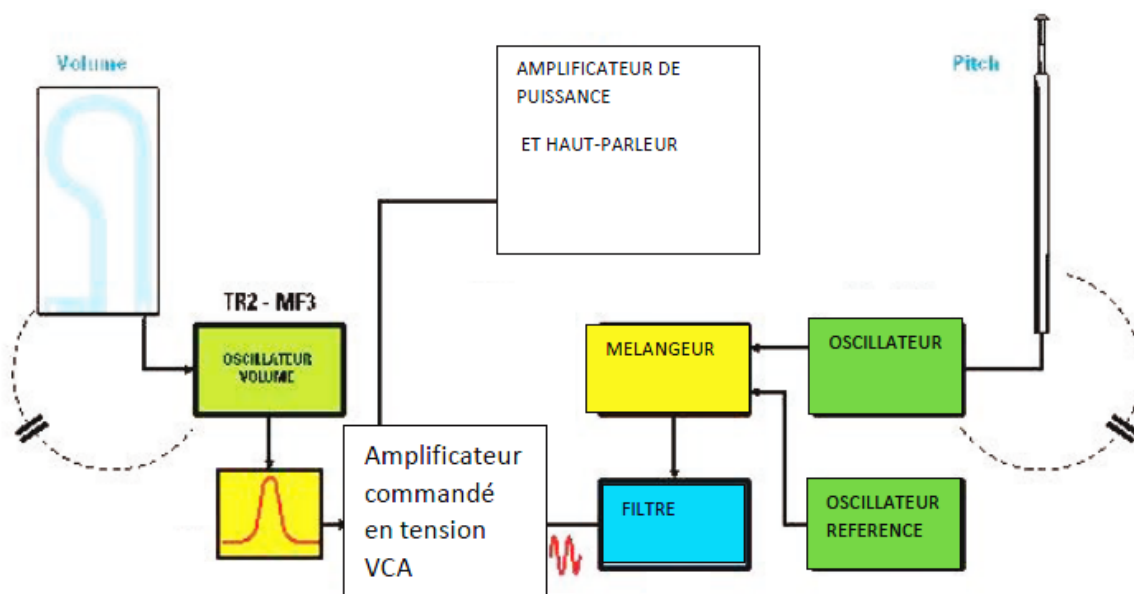 Volume
AMPLIFICATEUR DE
PUISSANCE
ET HAUT-PARLEUR
Pitch
TR2 - MF3
OSCILLATEUR
VOLUME
MELANGEUR
OSCILLATEUR
Amplificateur
commandé
en tension
VCA
FILTRE
OSCILLATEUR
REFERENCE